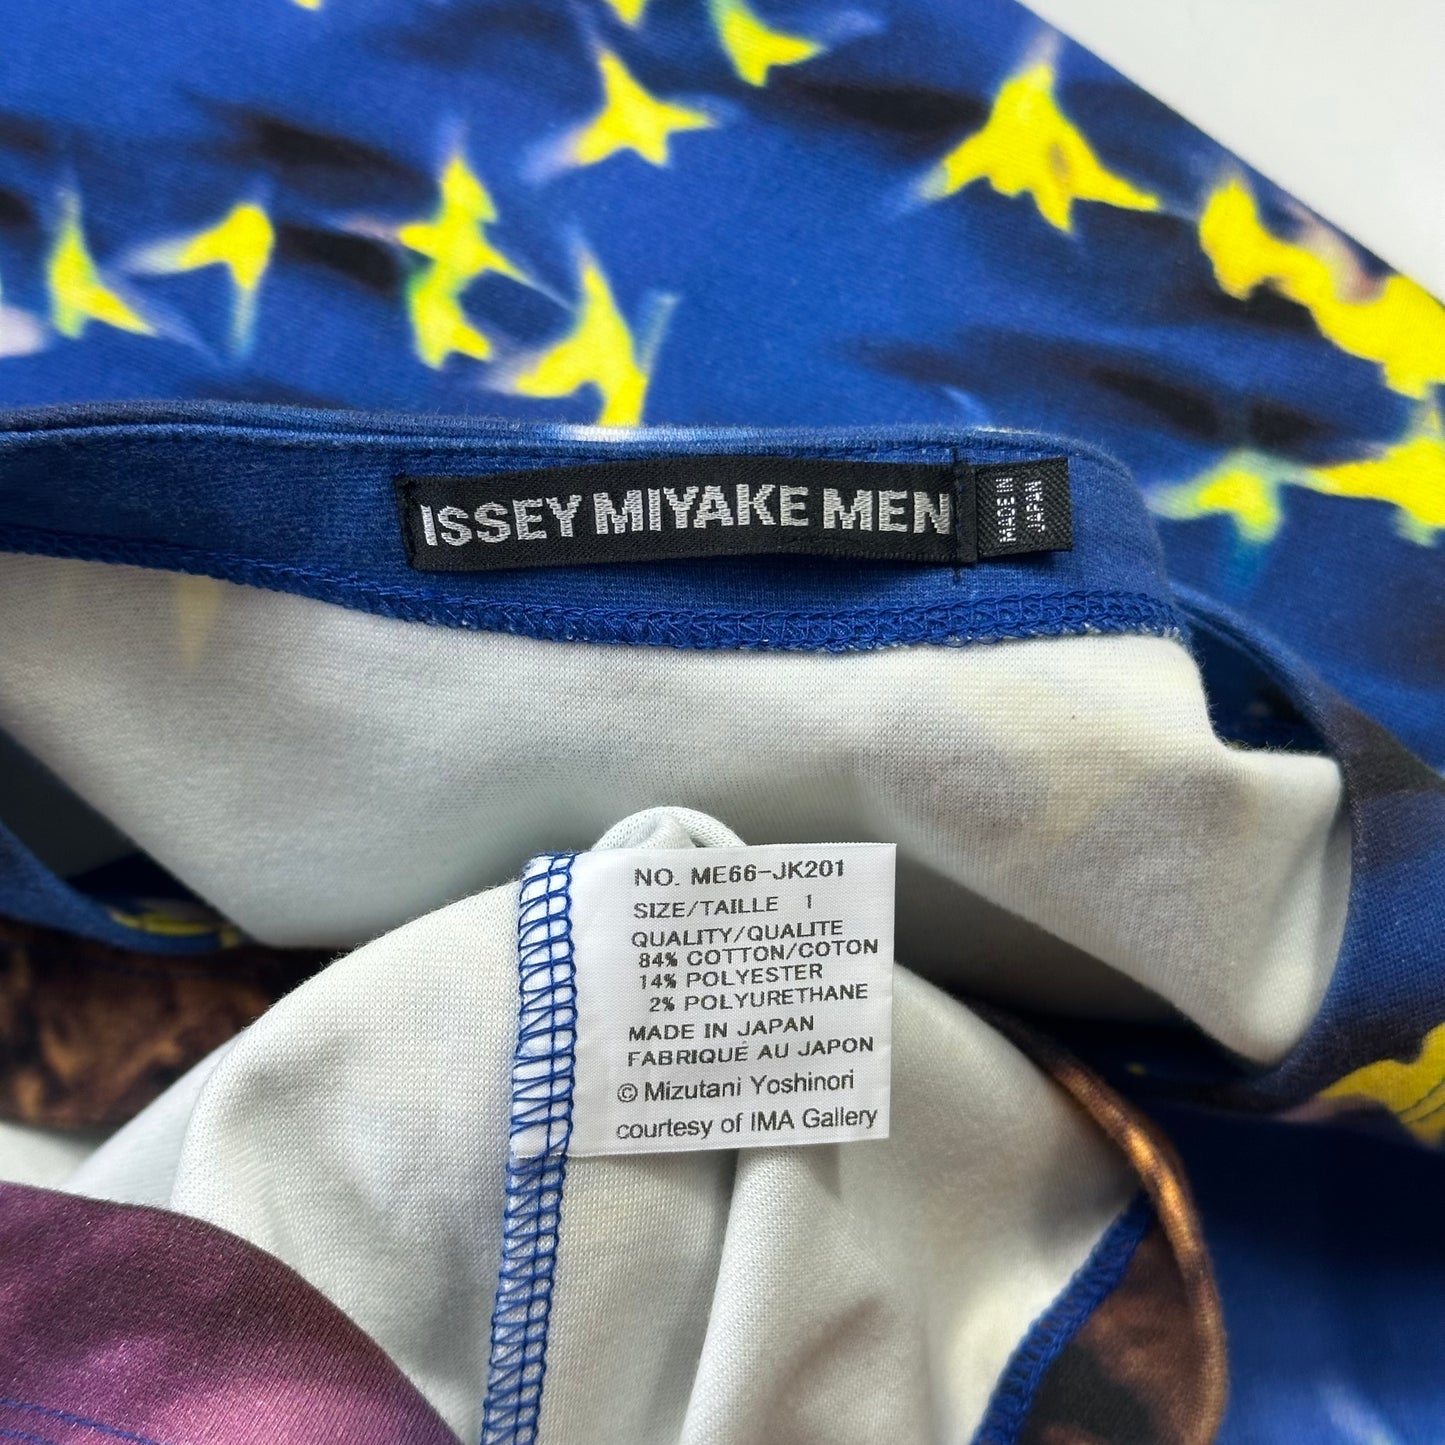 ISSEY MIYAKE MEN
MADE IN
JAPAN
NO. ME66-JK201
SIZE/TAILLE 1
QUALITY/QUALITE
84% COTTON/COTON
14% POLYESTER
2% POLYURETHANE
MADE IN JAPAN
FABRIQUÉ AU JAPON
© Mizutani Yoshinori
courtesy of IMA Gallery